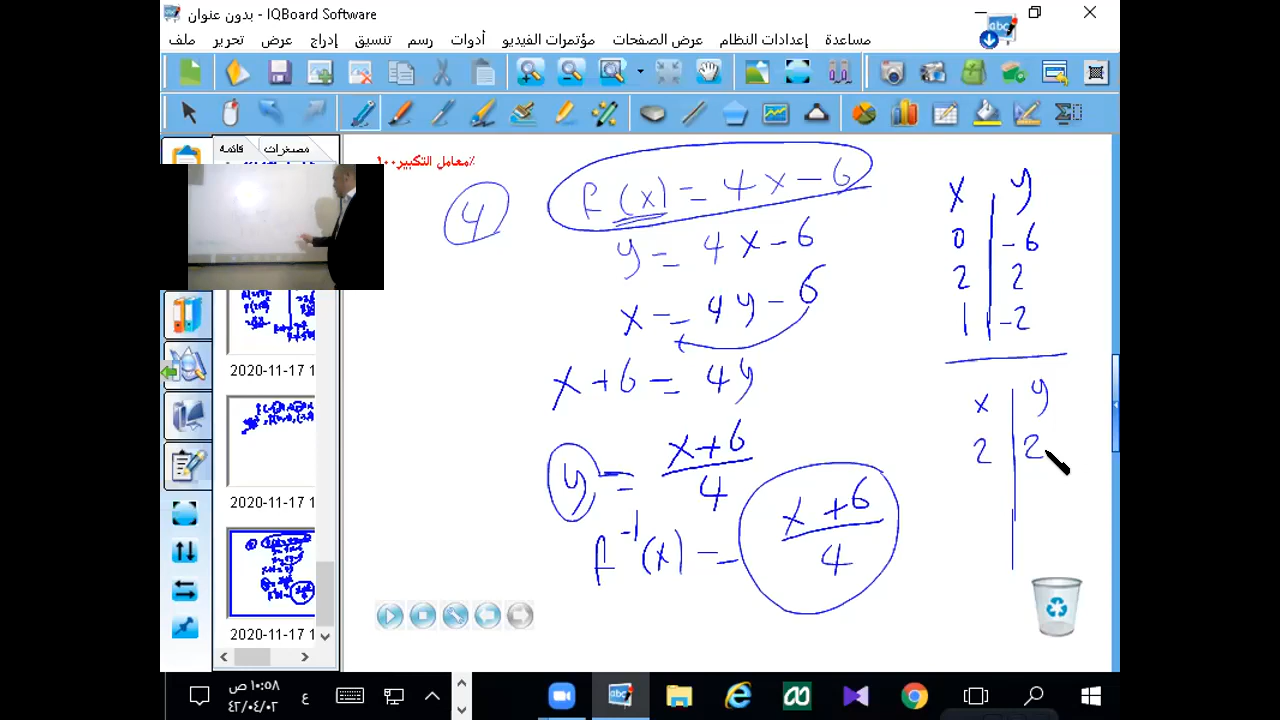 بدون عنوان - IQBoard Software
ملف تحرير عرض إدراج تنسيق رسم أدوات مؤتمرات الفيديو عرض الصفحات إعدادات النظام مساعدة
قائمة مصغرات
معامل التكبير١٠٠٪
4
f(x) = 4x - 6
y = 4x - 6
x = 4y - 6
x + 6 = 4y
y = (x+6)/4
f⁻¹(x) = (x+6)/4
x | y
0 | -6
2 | 2
1 | -2
x | y
2 | 2
2020-11-17 1
2020-11-17 1
2020-11-17 1
١٠:٥٨ ص
٤٢/٠٤/٠٢
ع